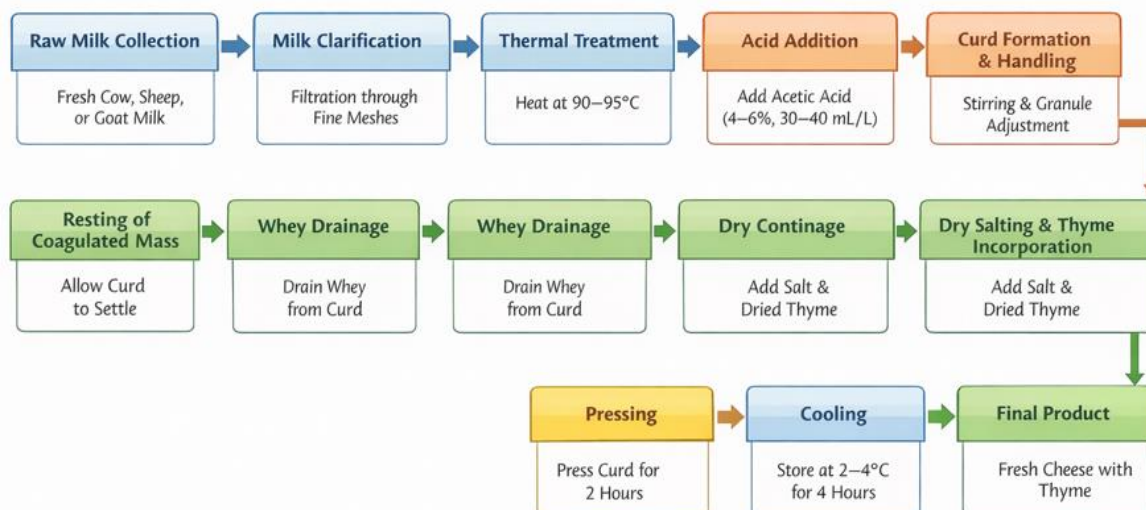 Raw Milk Collection
Fresh Cow, Sheep,
or Goat Milk
Milk Clarification
Filtration through
Fine Meshes
Thermal Treatment
Heat at 90–95°C
Acid Addition
Add Acetic Acid
(4–6%, 30–40 mL/L)
Curd Formation
& Handling
Stirring & Granule
Adjustment
Resting of
Coagulated Mass
Allow Curd
to Settle
Whey Drainage
Drain Whey
from Curd
Whey Drainage
Drain Whey
from Curd
Dry Continage
Add Salt &
Dried Thyme
Dry Salting & Thyme
Incorporation
Add Salt &
Dried Thyme
Pressing
Press Curd for
2 Hours
Cooling
Store at 2–4°C
for 4 Hours
Final Product
Fresh Cheese with
Thyme